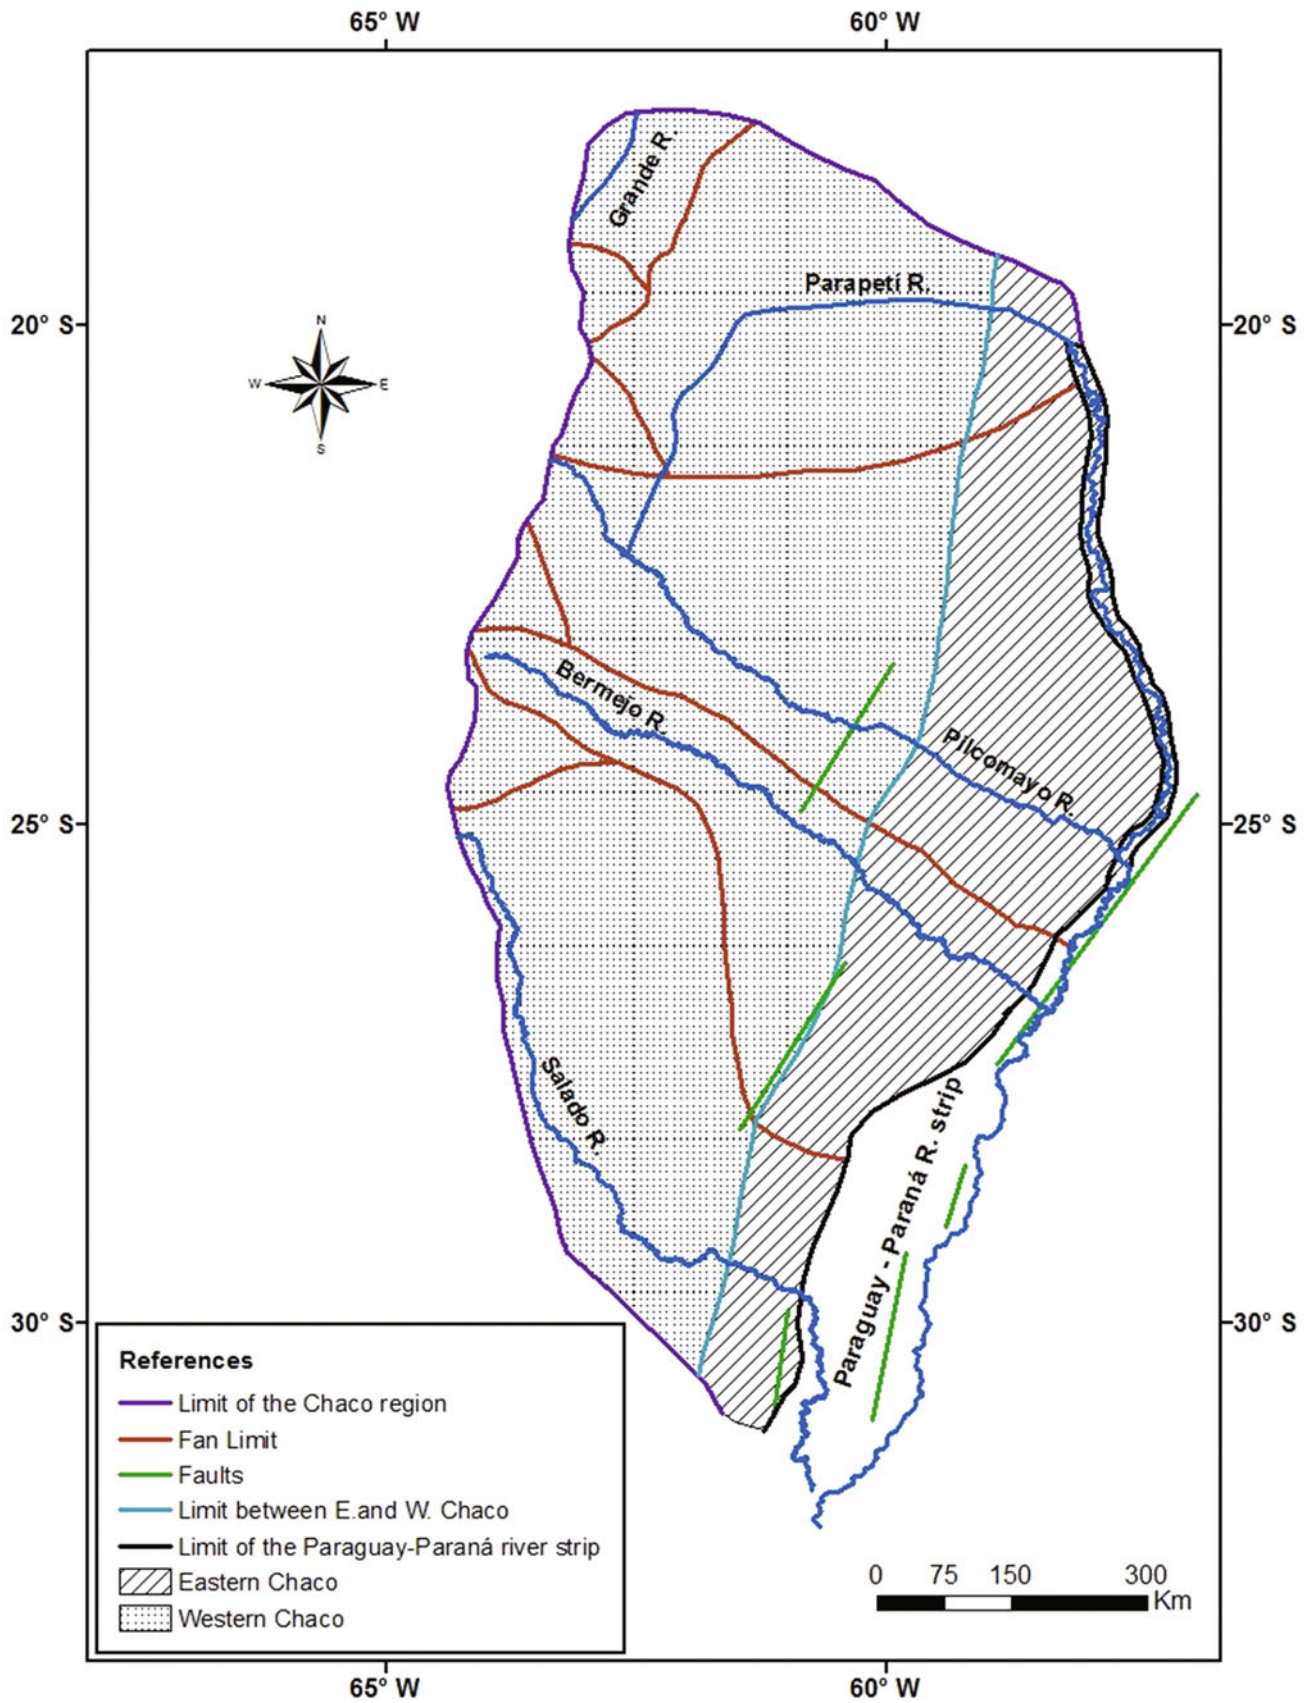 65° W 60° W
Grande R.
Parapetí R.
20° S 20° S
N
W E
S
Bermejo R.
Pilcomayo R.
25° S 25° S
Salado R.
Paraguay - Paraná R. strip
30° S 30° S
References
Limit of the Chaco region
Fan Limit
Faults
Limit between E.and W. Chaco
Limit of the Paraguay-Paraná river strip
Eastern Chaco
Western Chaco
0 75 150 300
Km
65° W 60° W